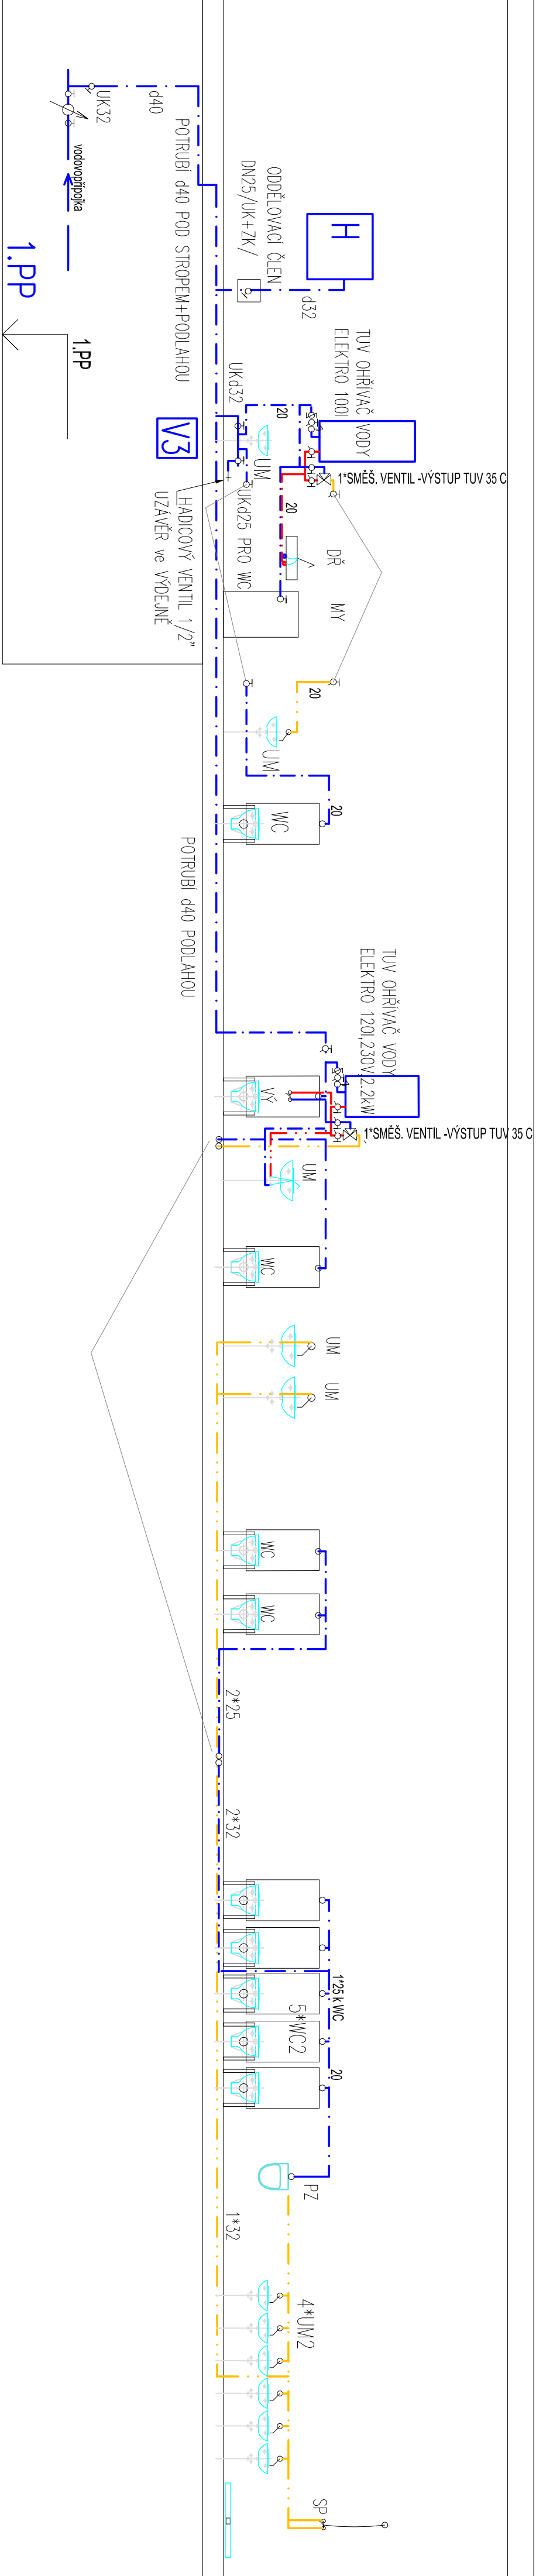 UK32
d40
vodovopřípojka
POTRUBÍ d40 POD STROPEM+PODLAHOU
1.PP
1.PP
ODDĚLOVACÍ ČLEN
DN25/UK+ZK/
H
d32
TUV OHŘÍVAČ VODY
ELEKTRO 100l
UKd32
20
UM
V3
1*SMĚŠ. VENTIL -VÝSTUP TUV 35 C
UKd25 PRO WC
20
HADICOVÝ VENTIL 1/2"
UZÁVĚR ve VÝDEJNĚ
DŘ
MY
20
UM
20
WC
POTRUBÍ d40 PODLAHOU
TUV OHŘÍVAČ VODY
ELEKTRO 120l,230V,2.2kW
VÝ
1*SMĚŠ. VENTIL -VÝSTUP TUV 35 C
UM
WC
UM
UM
WC
WC
2*25
2*32
1*25 k WC
5*WC2
20
PZ
1*32
4*UM2
SP